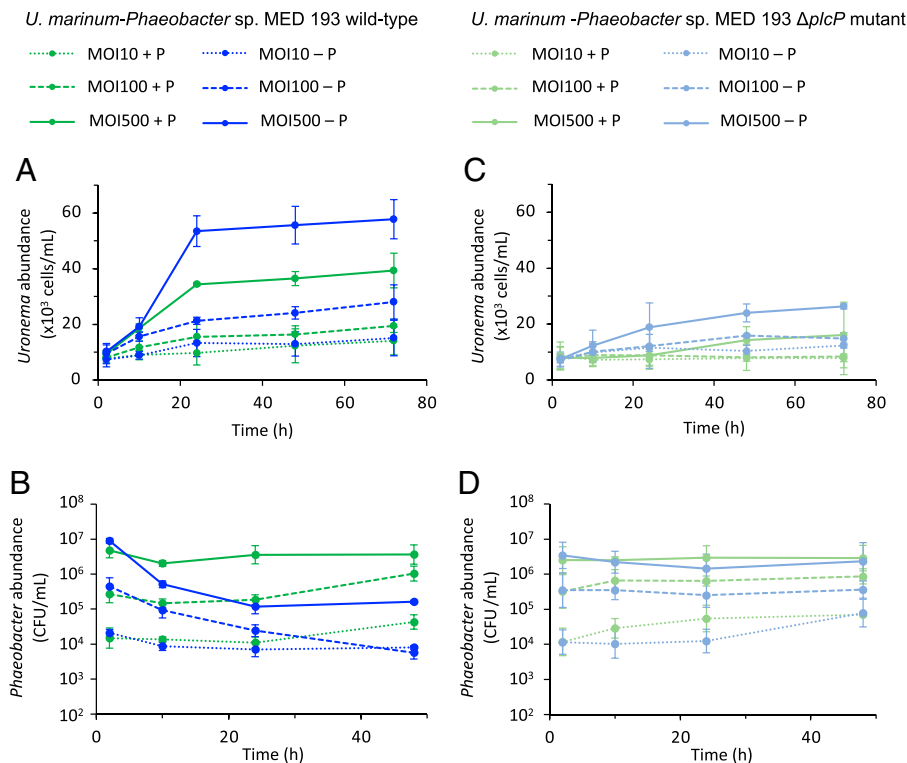 U. marinum-Phaeobacter sp. MED 193 wild-type
MOI10 + P
MOI10 – P
MOI100 + P
MOI100 – P
MOI500 + P
MOI500 – P
U. marinum -Phaeobacter sp. MED 193 ΔplcP mutant
MOI10 + P
MOI10 – P
MOI100 + P
MOI100 – P
MOI500 + P
MOI500 – P
A
Uronema abundance
(x10³ cells/mL)
60
40
20
0
0
20
40
60
80
Time (h)
C
Uronema abundance
(x10³ cells/mL)
60
40
20
0
0
20
40
60
80
Time (h)
B
Phaeobacter abundance
(CFU/mL)
10⁸
10⁷
10⁶
10⁵
10⁴
10³
10²
0
20
40
Time (h)
D
Phaeobacter abundance
(CFU/mL)
10⁸
10⁷
10⁶
10⁵
10⁴
10³
10²
0
20
40
Time (h)